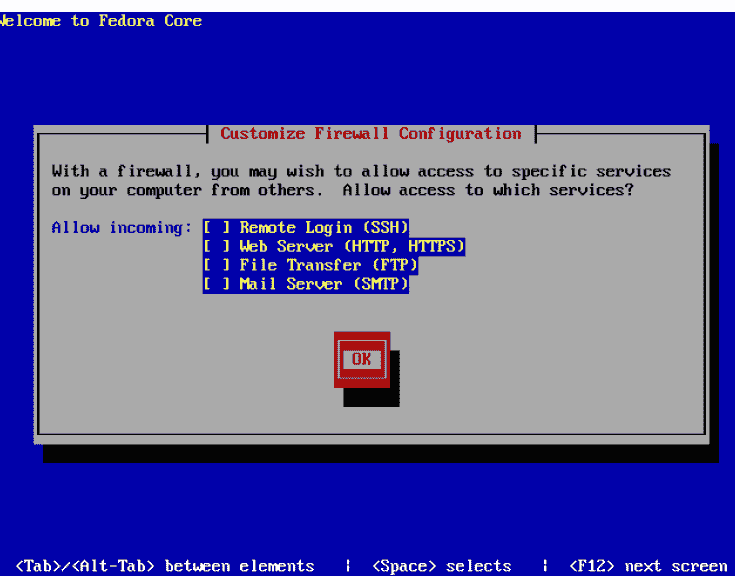 Welcome to Fedora Core
Customize Firewall Configuration
With a firewall, you may wish to allow access to specific services
on your computer from others.  Allow access to which services?
Allow incoming: [ ] Remote Login (SSH)
[ ] Web Server (HTTP, HTTPS)
[ ] File Transfer (FTP)
[ ] Mail Server (SMTP)
OK
<Tab>/<Alt-Tab> between elements   |  <Space> selects   |  <F12> next screen